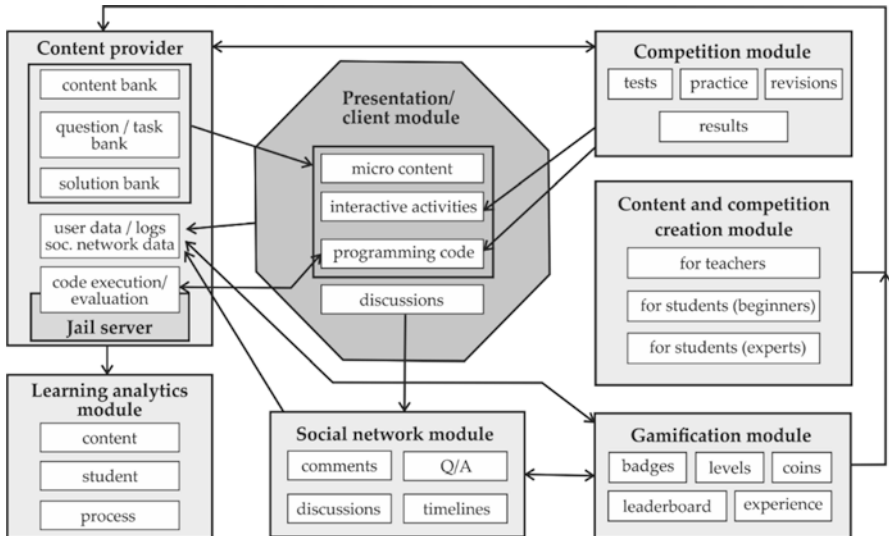 Content provider
content bank
question / task
bank
solution bank
user data / logs
soc. network data
code execution/
evaluation
Jail server
Learning analytics
module
content
student
process
Presentation/
client module
micro content
interactive activities
programming code
discussions
Social network module
comments
Q/A
discussions
timelines
Competition module
tests
practice
revisions
results
Content and competition
creation module
for teachers
for students (beginners)
for students (experts)
Gamification module
badges
levels
coins
leaderboard
experience